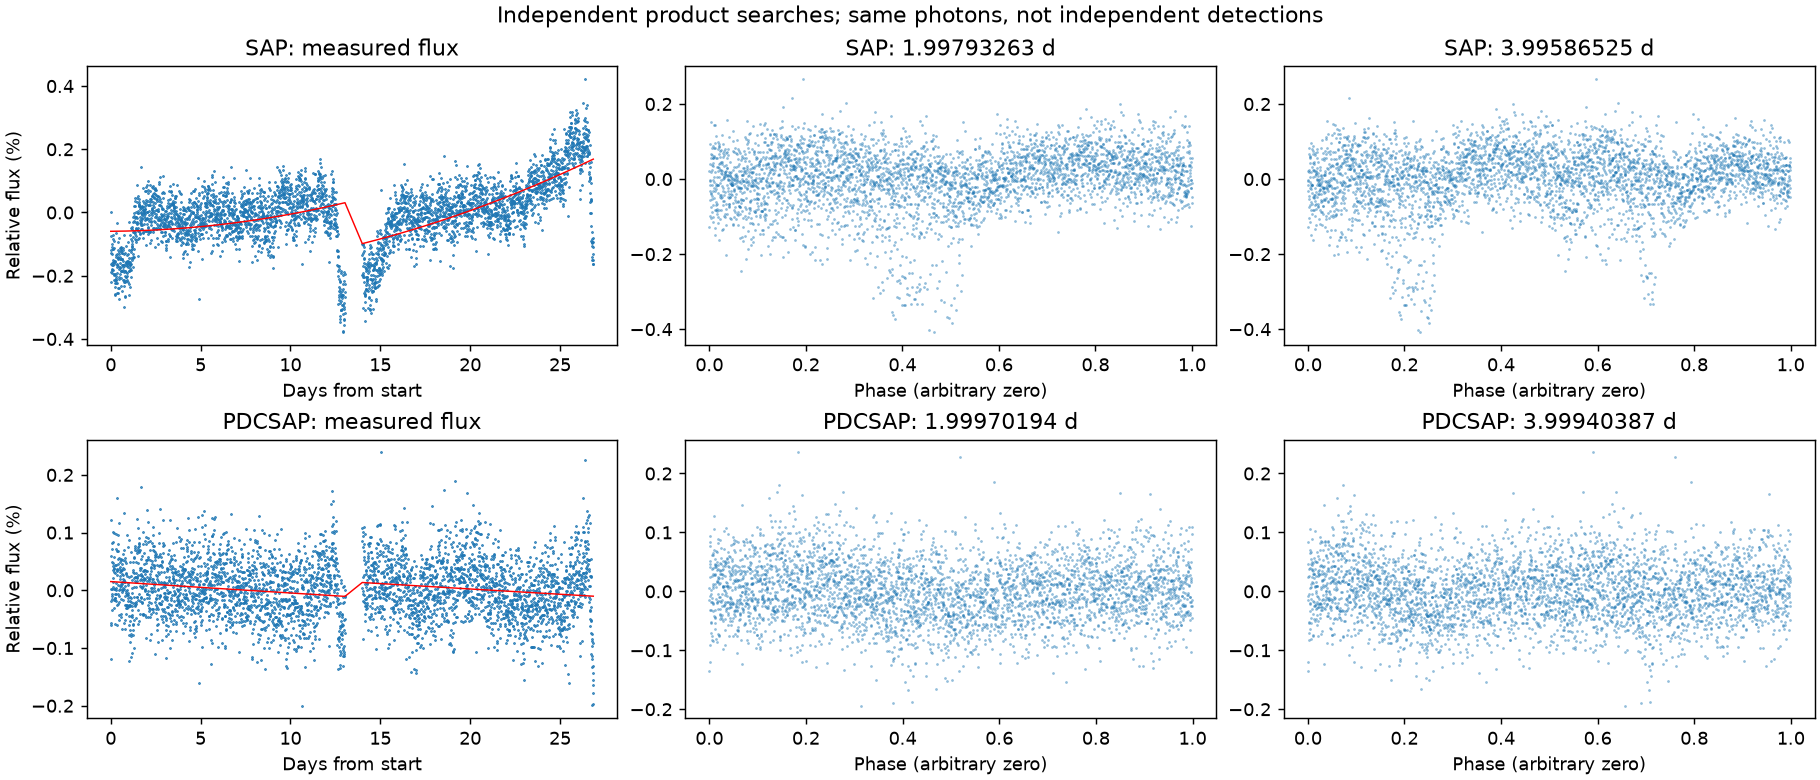 Independent product searches; same photons, not independent detections
SAP: measured flux
SAP: 1.99793263 d
SAP: 3.99586525 d
Relative flux (%)
0.4
0.2
0.0
−0.2
−0.4
0 5 10 15 20 25
Days from start
0.2
0.0
−0.2
−0.4
0.0 0.2 0.4 0.6 0.8 1.0
Phase (arbitrary zero)
0.2
0.0
−0.2
−0.4
0.0 0.2 0.4 0.6 0.8 1.0
Phase (arbitrary zero)
PDCSAP: measured flux
PDCSAP: 1.99970194 d
PDCSAP: 3.99940387 d
Relative flux (%)
0.2
0.1
0.0
−0.1
−0.2
0 5 10 15 20 25
Days from start
0.2
0.1
0.0
−0.1
−0.2
0.0 0.2 0.4 0.6 0.8 1.0
Phase (arbitrary zero)
0.2
0.1
0.0
−0.1
−0.2
0.0 0.2 0.4 0.6 0.8 1.0
Phase (arbitrary zero)